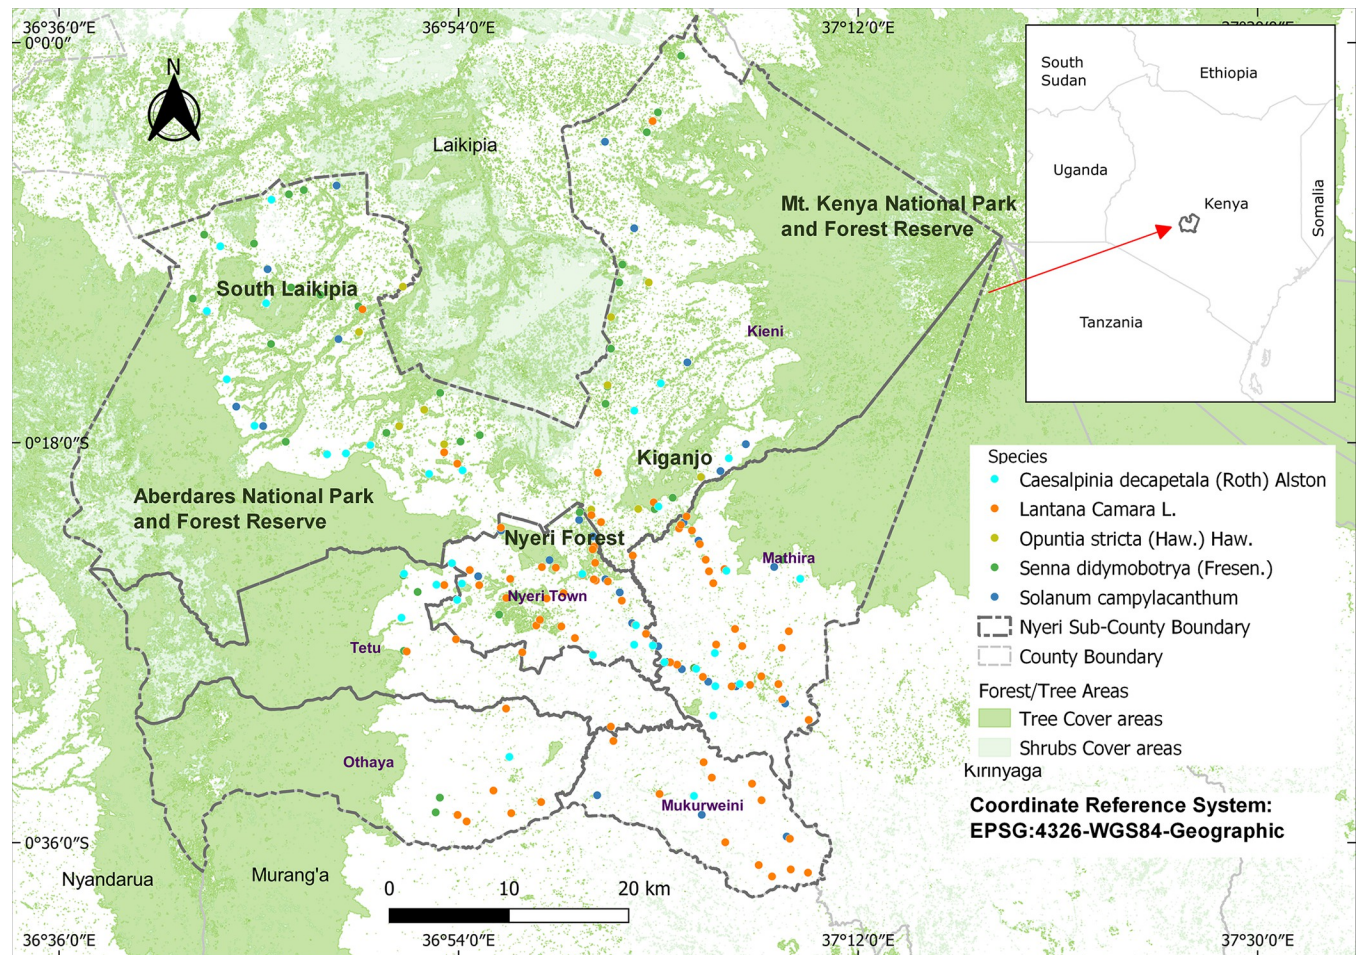 36°36′0″E
36°54′0″E
37°12′0″E
0°0′0″
N
Laikipia
South
Sudan
Ethiopia
Uganda
Kenya
Somalia
Tanzania
Mt. Kenya National Park
and Forest Reserve
South Laikipia
Kieni
0°18′0″S
Kiganjo
Aberdares National Park
and Forest Reserve
Nyeri Forest
Mathira
Nyeri Town
Tetu
Othaya
Mukurweini
Species
Caesalpinia decapetala (Roth) Alston
Lantana Camara L.
Opuntia stricta (Haw.) Haw.
Senna didymobotrya (Fresen.)
Solanum campylacanthum
Nyeri Sub-County Boundary
County Boundary
Forest/Tree Areas
Tree Cover areas
Shrubs Cover areas
Kirinyaga
Coordinate Reference System:
EPSG:4326-WGS84-Geographic
0°36′0″S
Nyandarua
Murang'a
0 10 20 km
36°36′0″E
36°54′0″E
37°12′0″E
37°30′0″E